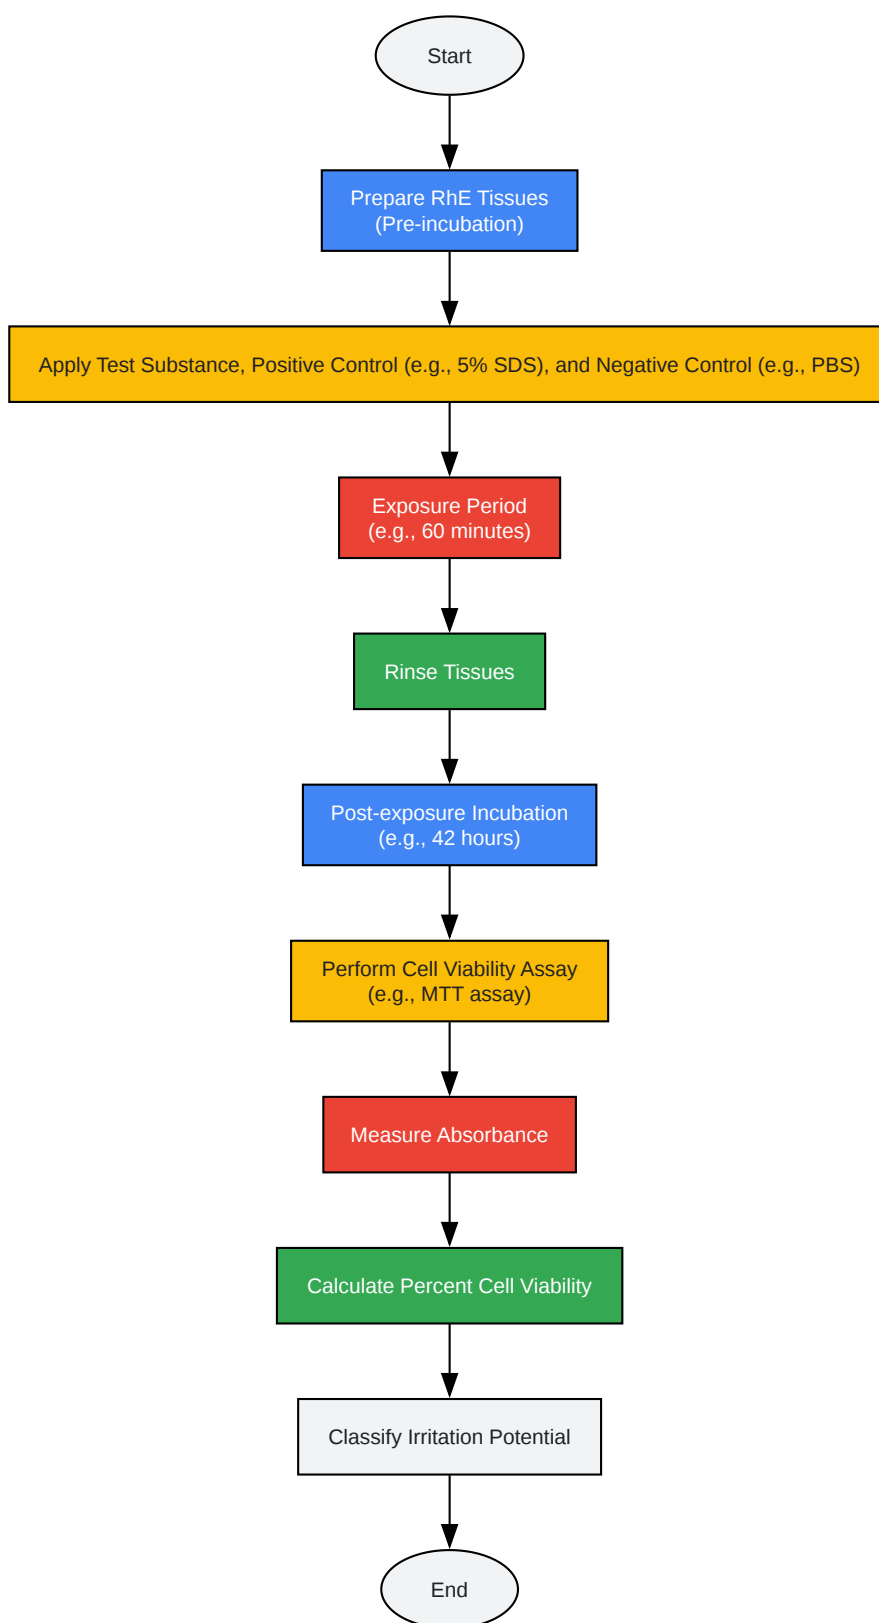 Start
Prepare RhE Tissues
(Pre-incubation)
Apply Test Substance, Positive Control (e.g., 5% SDS), and Negative Control (e.g., PBS)
Exposure Period
(e.g., 60 minutes)
Rinse Tissues
Post-exposure Incubation
(e.g., 42 hours)
Perform Cell Viability Assay
(e.g., MTT assay)
Measure Absorbance
Calculate Percent Cell Viability
Classify Irritation Potential
End